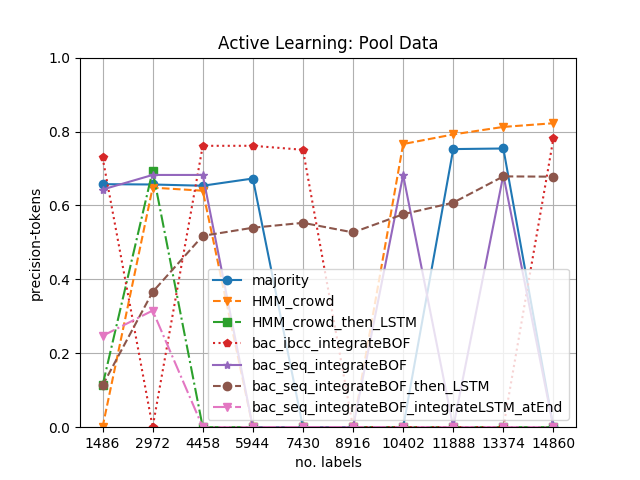 Active Learning: Pool Data
1.0
0.8
0.6
0.4
0.2
0.0
precision-tokens
majority
HMM_crowd
HMM_crowd_then_LSTM
bac_ibcc_integrateBOF
bac_seq_integrateBOF
bac_seq_integrateBOF_then_LSTM
bac_seq_integrateBOF_integrateLSTM_atEnd
1486 2972 4458 5944 7430 8916 10402 11888 13374 14860
no. labels